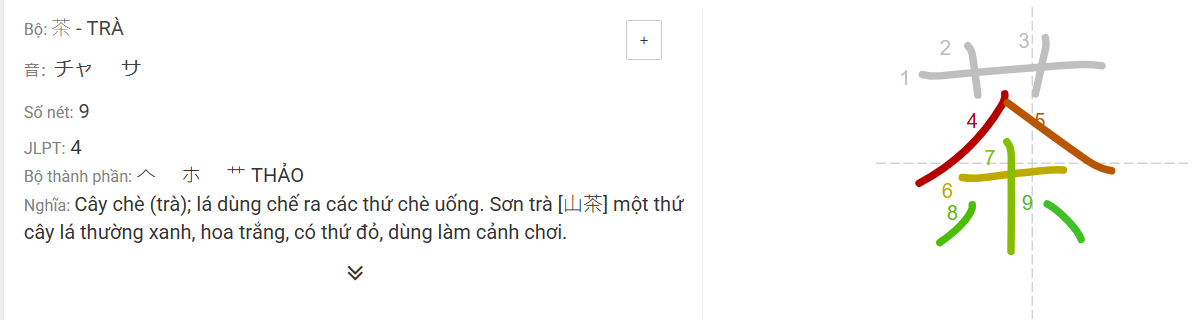 Bộ: 茶 - TRÀ
+
音: チャ サ
Số nét: 9
JLPT: 4
Bộ thành phần: 𠆢 ホ 艹 THẢO
Nghĩa: Cây chè (trà); lá dùng chế ra các thứ chè uống. Sơn trà [山茶] một thứ
cây lá thường xanh, hoa trắng, có thứ đỏ, dùng làm cảnh chơi.
茶
1
2
3
4
5
6
7
8
9